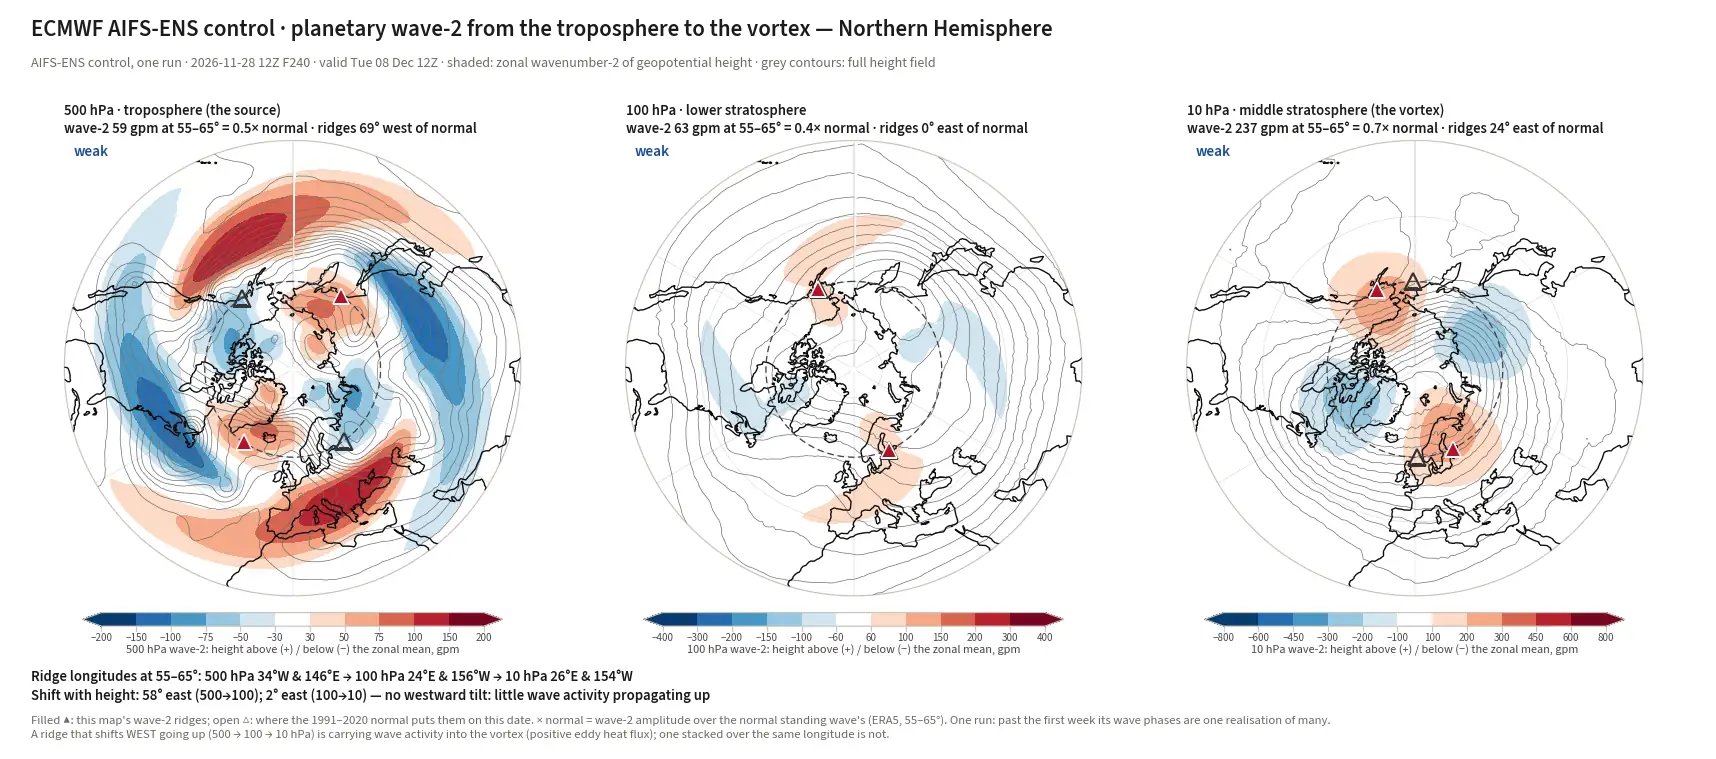 ECMWF AIFS-ENS control · planetary wave-2 from the troposphere to the vortex — Northern Hemisphere
AIFS-ENS control, one run · 2026-11-28 12Z F240 · valid Tue 08 Dec 12Z · shaded: zonal wavenumber-2 of geopotential height · grey contours: full height field
500 hPa · troposphere (the source)
wave-2 59 gpm at 55–65° = 0.5× normal · ridges 69° west of normal
weak
100 hPa · lower stratosphere
wave-2 63 gpm at 55–65° = 0.4× normal · ridges 0° east of normal
weak
10 hPa · middle stratosphere (the vortex)
wave-2 237 gpm at 55–65° = 0.7× normal · ridges 24° east of normal
weak
−200 −150 −100 −75 −50 −30 30 50 75 100 150 200
500 hPa wave-2: height above (+) / below (−) the zonal mean, gpm
−400 −300 −200 −150 −100 −60 60 100 150 200 300 400
100 hPa wave-2: height above (+) / below (−) the zonal mean, gpm
−800 −600 −450 −300 −200 −100 100 200 300 450 600 800
10 hPa wave-2: height above (+) / below (−) the zonal mean, gpm
Ridge longitudes at 55–65°: 500 hPa 34°W & 146°E → 100 hPa 24°E & 156°W → 10 hPa 26°E & 154°W
Shift with height: 58° east (500→100); 2° east (100→10) — no westward tilt: little wave activity propagating up
Filled ▲: this map's wave-2 ridges; open △: where the 1991–2020 normal puts them on this date. × normal = wave-2 amplitude over the normal standing wave's (ERA5, 55–65°). One run: past the first week its wave phases are one realisation of many.
A ridge that shifts WEST going up (500 → 100 → 10 hPa) is carrying wave activity into the vortex (positive eddy heat flux); one stacked over the same longitude is not.